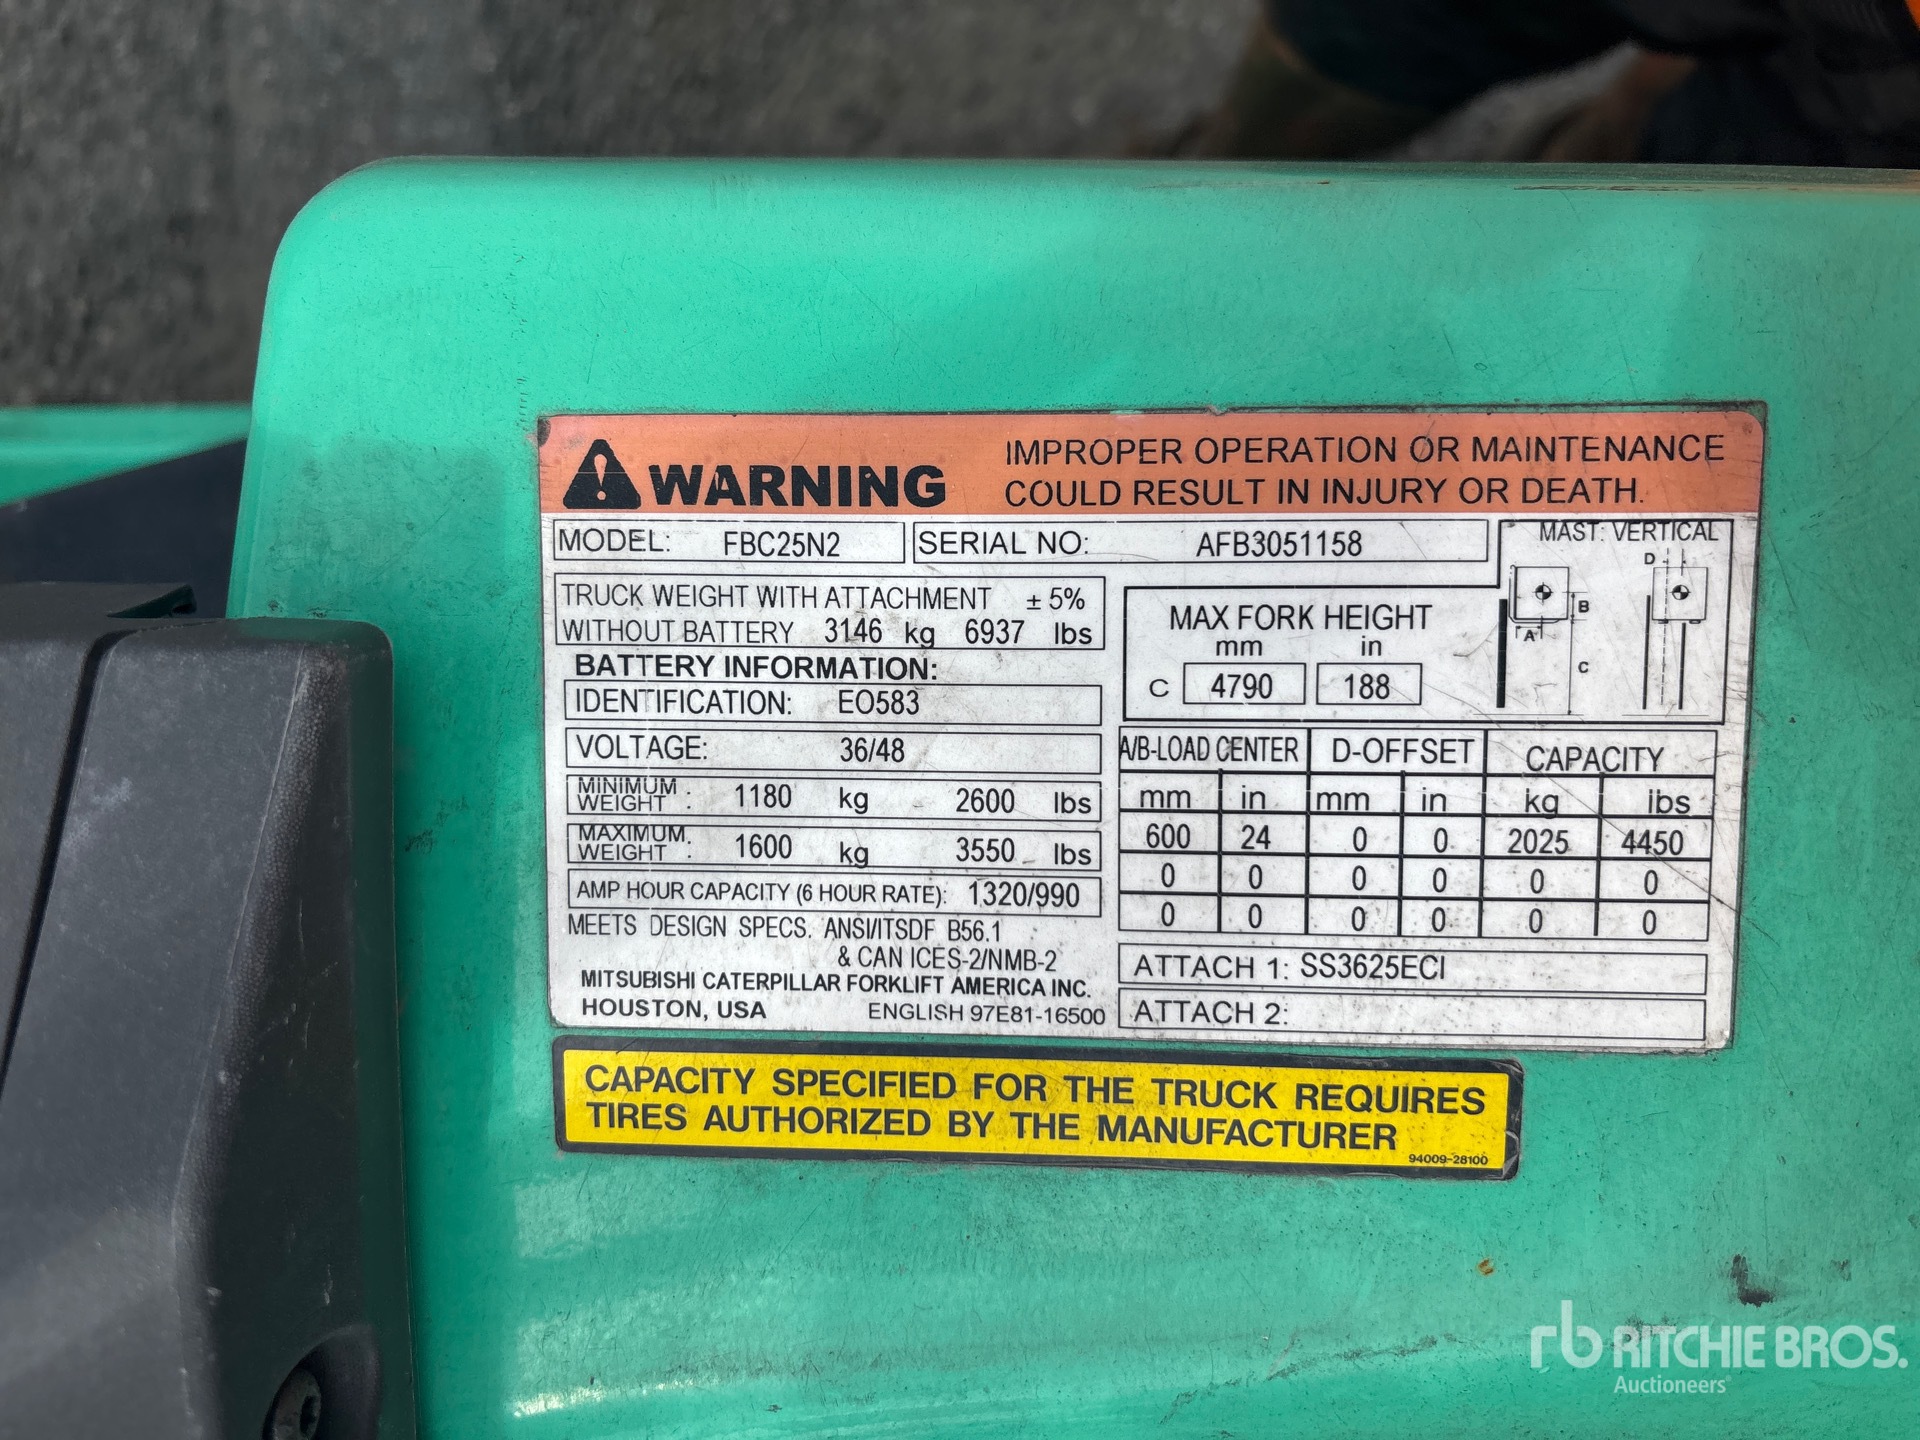 WARNING
IMPROPER OPERATION OR MAINTENANCE
COULD RESULT IN INJURY OR DEATH.
MODEL: FBC25N2
SERIAL NO: AFB3051158
TRUCK WEIGHT WITH ATTACHMENT ± 5%
WITHOUT BATTERY 3146 kg 6937 lbs
BATTERY INFORMATION:
IDENTIFICATION: EO583
VOLTAGE: 36/48
MINIMUM
WEIGHT : 1180 kg 2600 lbs
MAXIMUM
WEIGHT : 1600 kg 3550 lbs
AMP HOUR CAPACITY (6 HOUR RATE): 1320/990
MEETS DESIGN SPECS. ANSI/ITSDF B56.1
& CAN ICES-2/NMB-2
MITSUBISHI CATERPILLAR FORKLIFT AMERICA INC.
HOUSTON, USA ENGLISH 97E81-16500
MAST: VERTICAL
D
B
A
C
MAX FORK HEIGHT
mm in
C 4790 188
A/B-LOAD CENTER D-OFFSET CAPACITY
mm in mm in kg lbs
600 24 0 0 2025 4450
0 0 0 0 0 0
0 0 0 0 0 0
ATTACH 1: SS3625ECI
ATTACH 2:
CAPACITY SPECIFIED FOR THE TRUCK REQUIRES
TIRES AUTHORIZED BY THE MANUFACTURER
94009-28100
rb RITCHIE BROS.
Auctioneers